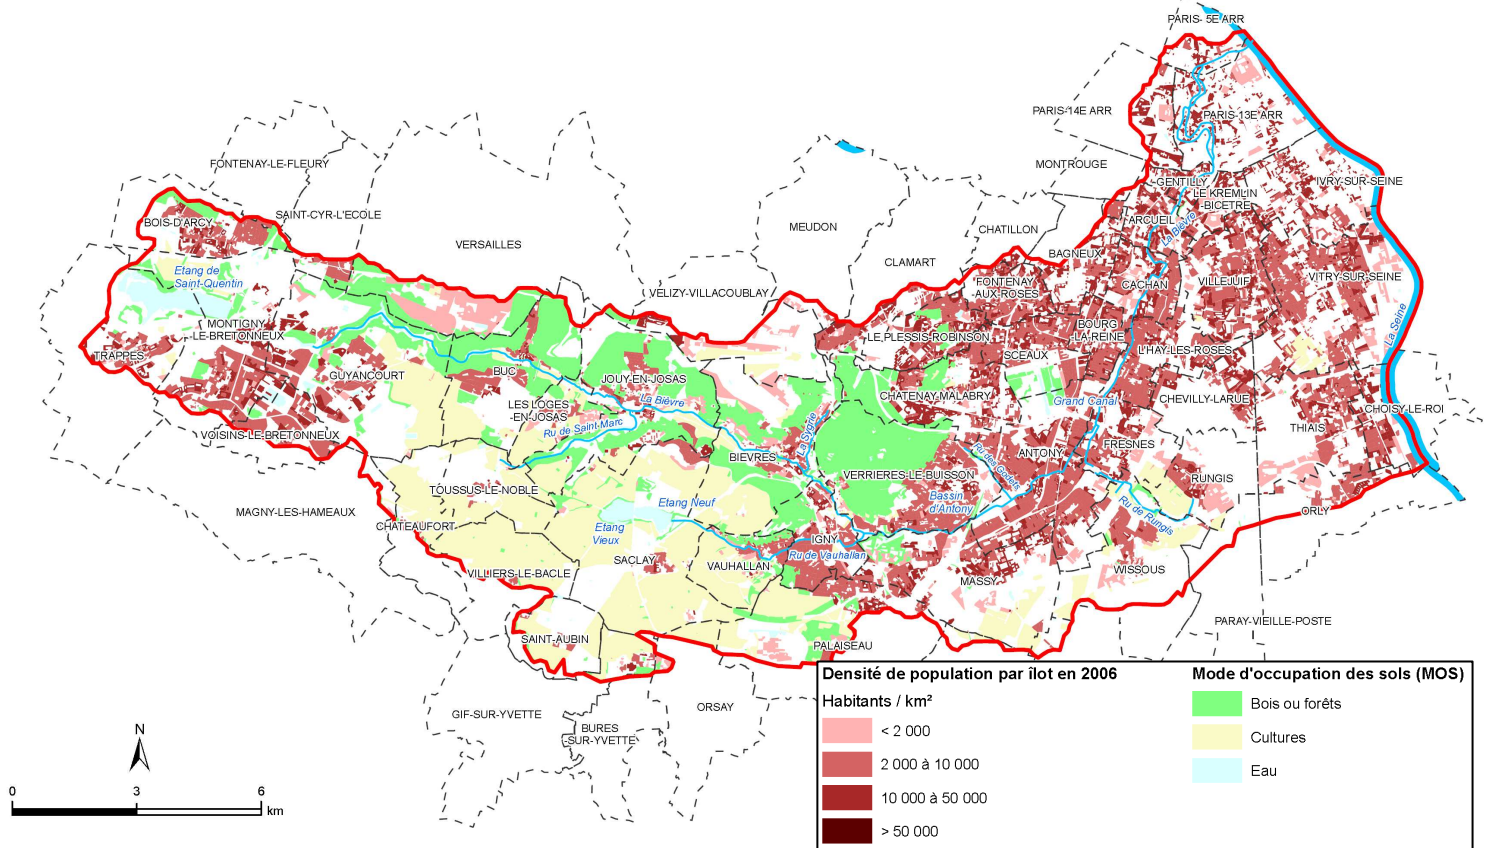 PARIS- 5E ARR
PARIS-14E ARR
PARIS-13E ARR
MONTROUGE
FONTENAY-LE-FLEURY
GENTILLY
IVRY-SUR-SEINE
LE KREMLIN
-BICETRE
BOIS-D'ARCY
SAINT-CYR-L'ECOLE
ARCUEIL
La Bièvre
MEUDON
CHATILLON
VERSAILLES
BAGNEUX
CLAMART
Etang de
Saint-Quentin
FONTENAY
-AUX-ROSES
CACHAN
VILLEJUIF
VITRY-SUR-SEINE
VELIZY-VILLACOUBLAY
La Seine
MONTIGNY
-LE-BRETONNEUX
LE PLESSIS-ROBINSON
BOURG
-LA-REINE
TRAPPES
SCEAUX
L'HAY-LES-ROSES
GUYANCOURT
BUC
JOUY-EN-JOSAS
CHATENAY-MALABRY
Grand Canal
CHEVILLY-LARUE
LES LOGES
-EN-JOSAS
La Bièvre
CHOISY-LE-ROI
Ru de Saint-Marc
THIAIS
VOISINS-LE-BRETONNEUX
La Sygrie
BIEVRES
FRESNES
ANTONY
VERRIERES-LE-BUISSON
Ru des Godets
RUNGIS
TOUSSUS-LE-NOBLE
Etang Neuf
Bassin
d'Antony
MAGNY-LES-HAMEAUX
CHATEAUFORT
Etang
Vieux
Ru de Rungis
ORLY
IGNY
Ru de Vauhallan
SACLAY
VAUHALLAN
VILLIERS-LE-BACLE
MASSY
WISSOUS
PARAY-VIEILLE-POSTE
SAINT-AUBIN
PALAISEAU
GIF-SUR-YVETTE
ORSAY
BURES
-SUR-YVETTE
N
0 3 6
km
Densité de population par îlot en 2006
Habitants / km²
< 2 000
2 000 à 10 000
10 000 à 50 000
> 50 000
Mode d'occupation des sols (MOS)
Bois ou forêts
Cultures
Eau